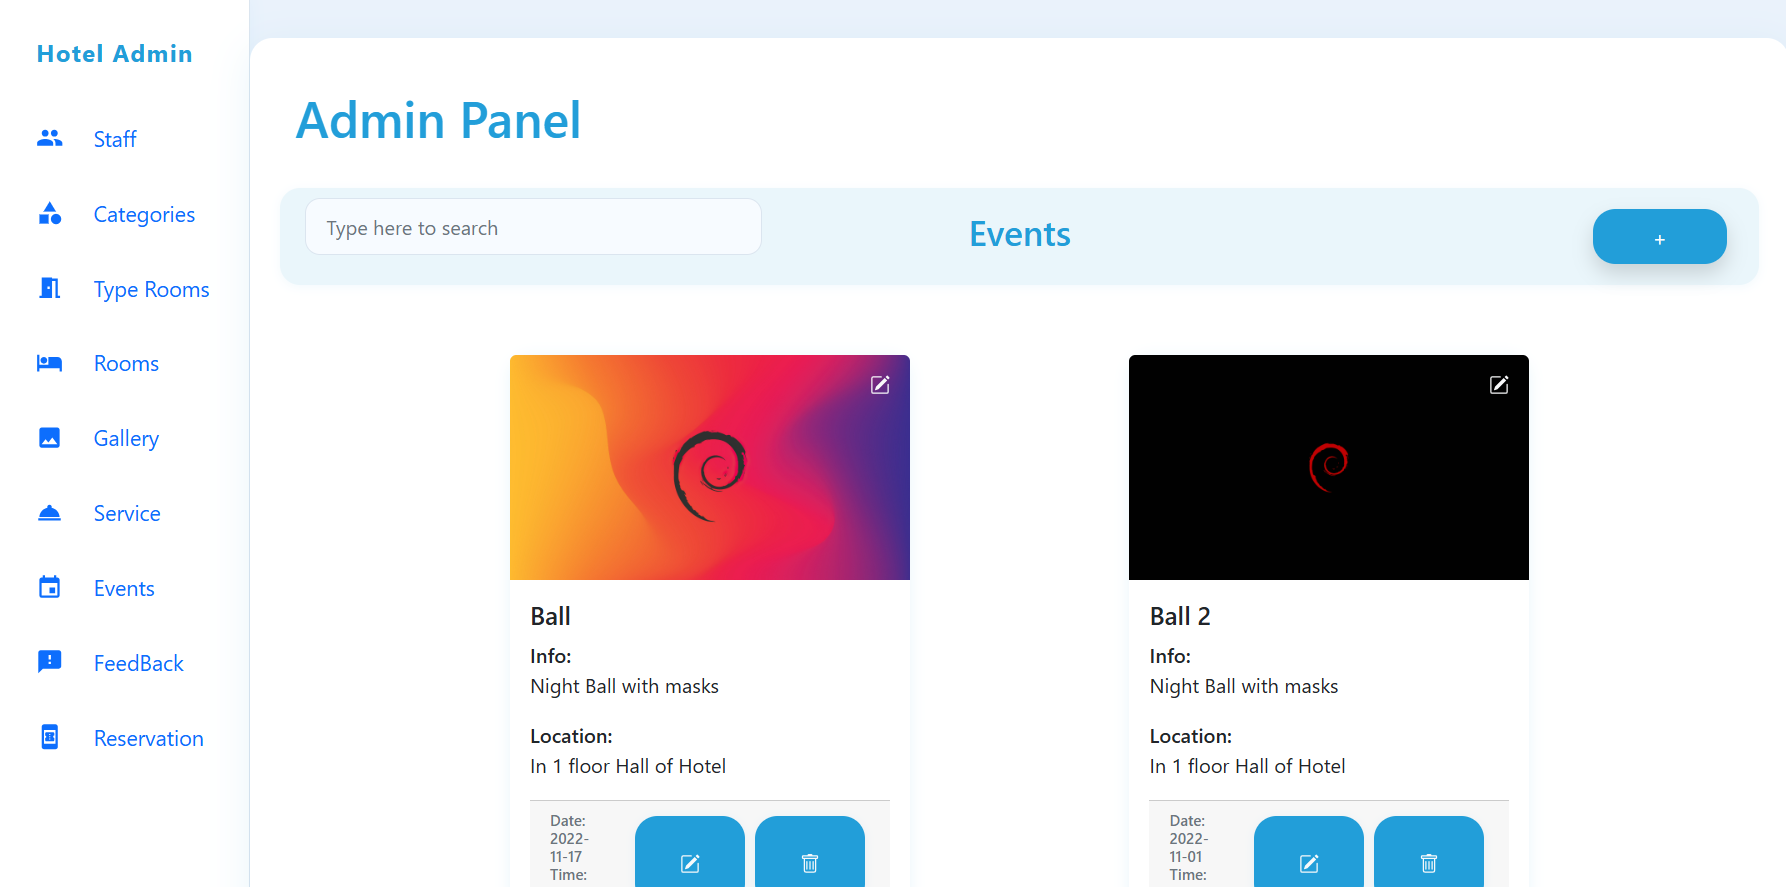 Hotel Admin
Staff
Categories
Type Rooms
Rooms
Gallery
Service
Events
FeedBack
Reservation
Admin Panel
Type here to search
Events
+
Ball
Info:
Night Ball with masks
Location:
In 1 floor Hall of Hotel
Date:
2022-
11-17
Time:
Ball 2
Info:
Night Ball with masks
Location:
In 1 floor Hall of Hotel
Date:
2022-
11-01
Time: